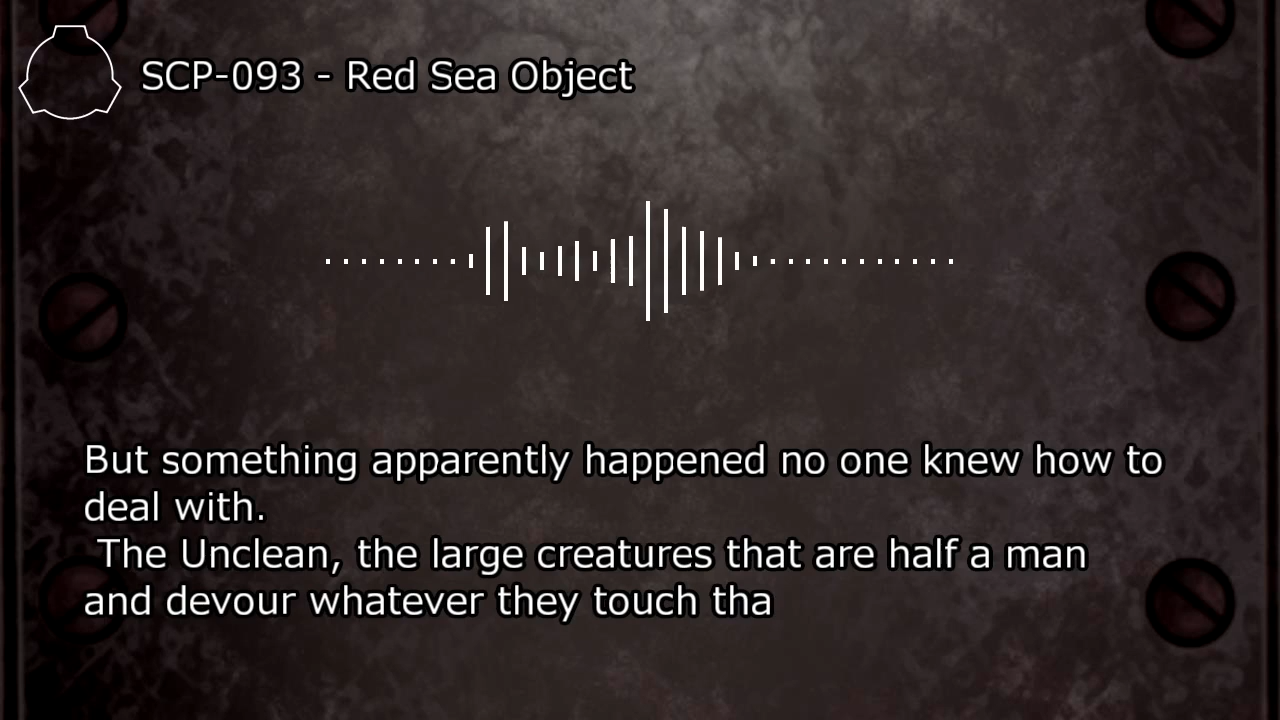 SCP-093 - Red Sea Object
But something apparently happened no one knew how to
deal with.
The Unclean, the large creatures that are half a man
and devour whatever they touch tha